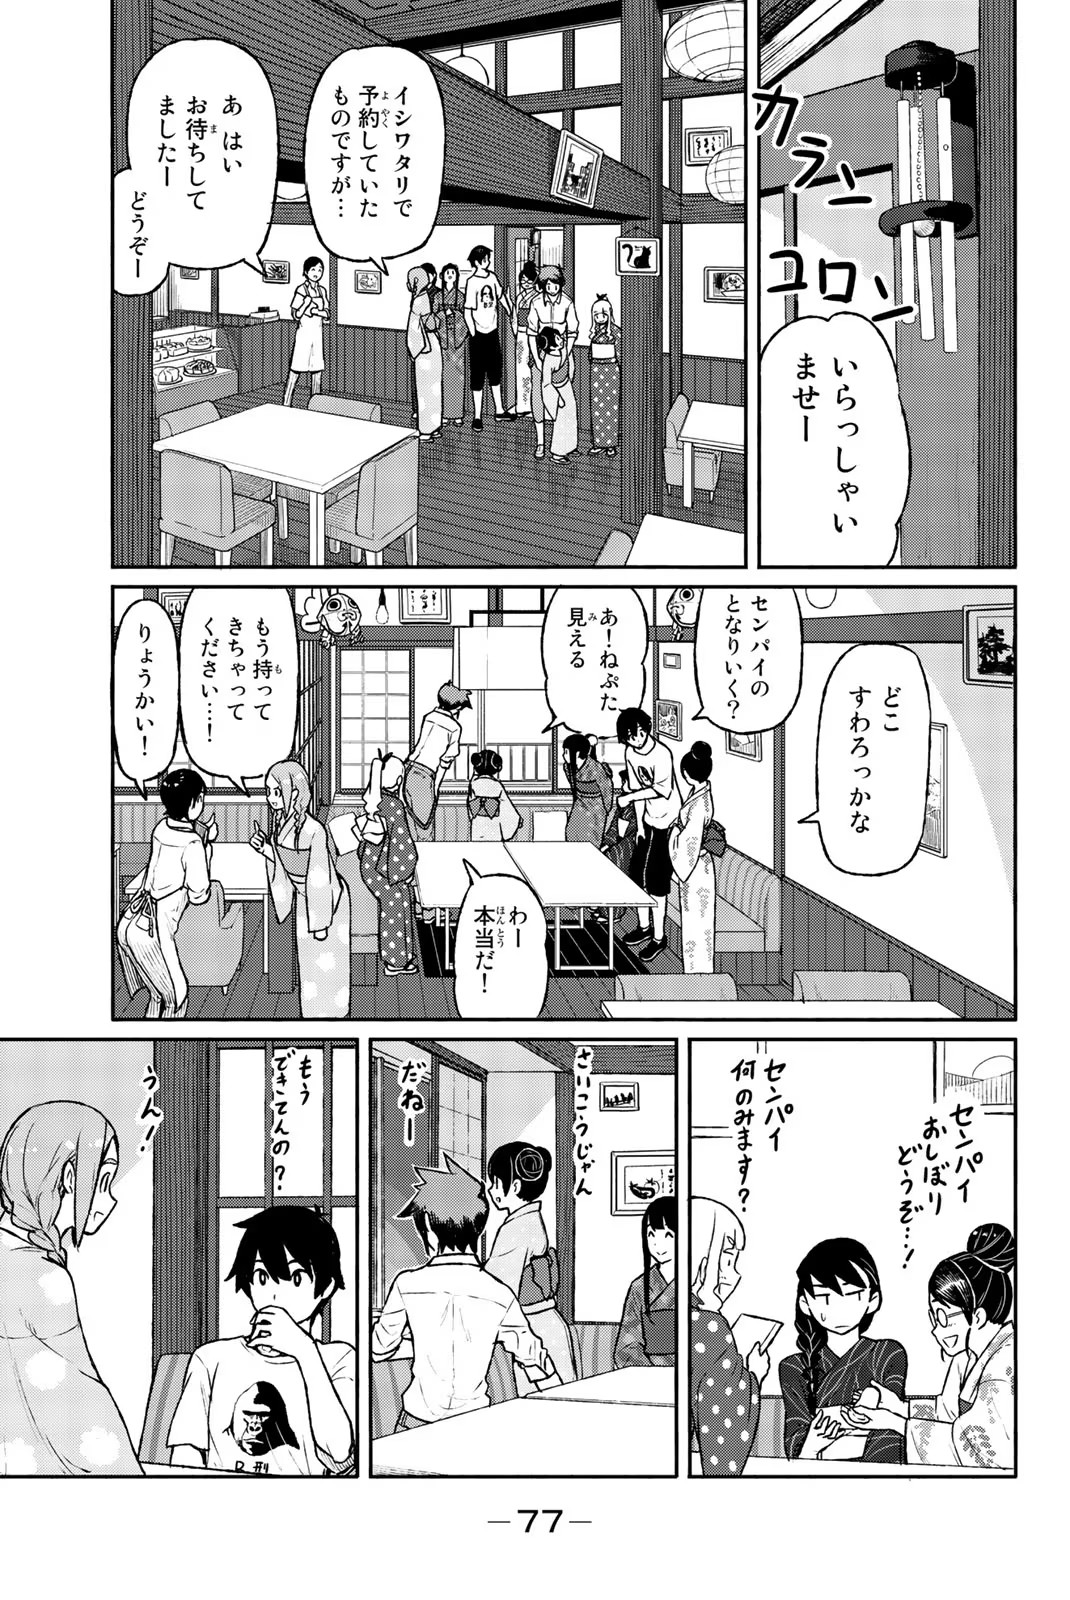 カラン
コロン
いらっしゃい
ませー
イシワタリで
予約していた
ものですが…
あ はい
お待ちして
ましたー
どうぞー
どこ
すわろっかな
センパイの
となりいく?
あ!ねぷた
見える
わー
本当だ!
もう持って
きちゃって
ください…!
りょうかい!
センパイ
おしぼり
どうぞ…!
センパイ
何のみます?
さいこうじゃん
だねー
もう
できてんの?
うん!
B型
—77—